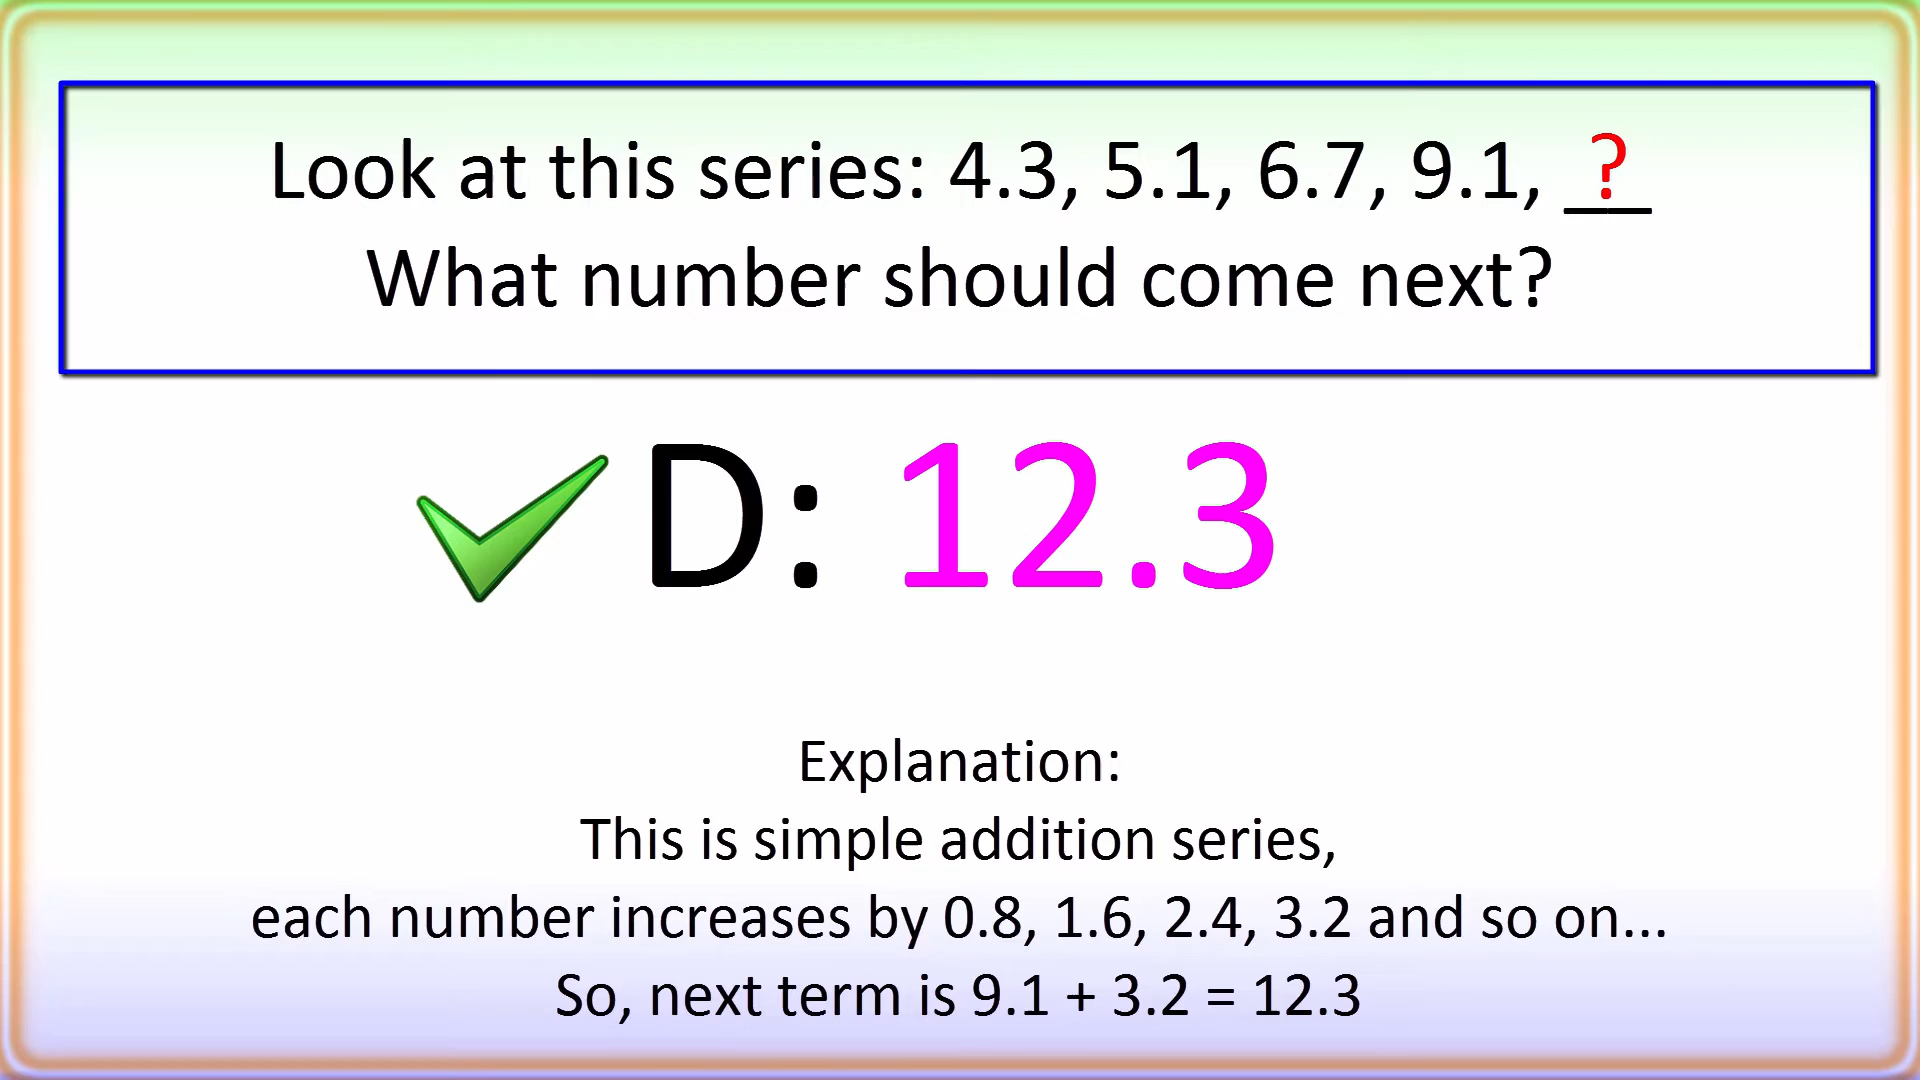 Look at this series: 4.3, 5.1, 6.7, 9.1, __?__
What number should come next?
D: 12.3
Explanation:
This is simple addition series,
each number increases by 0.8, 1.6, 2.4, 3.2 and so on...
So, next term is 9.1 + 3.2 = 12.3